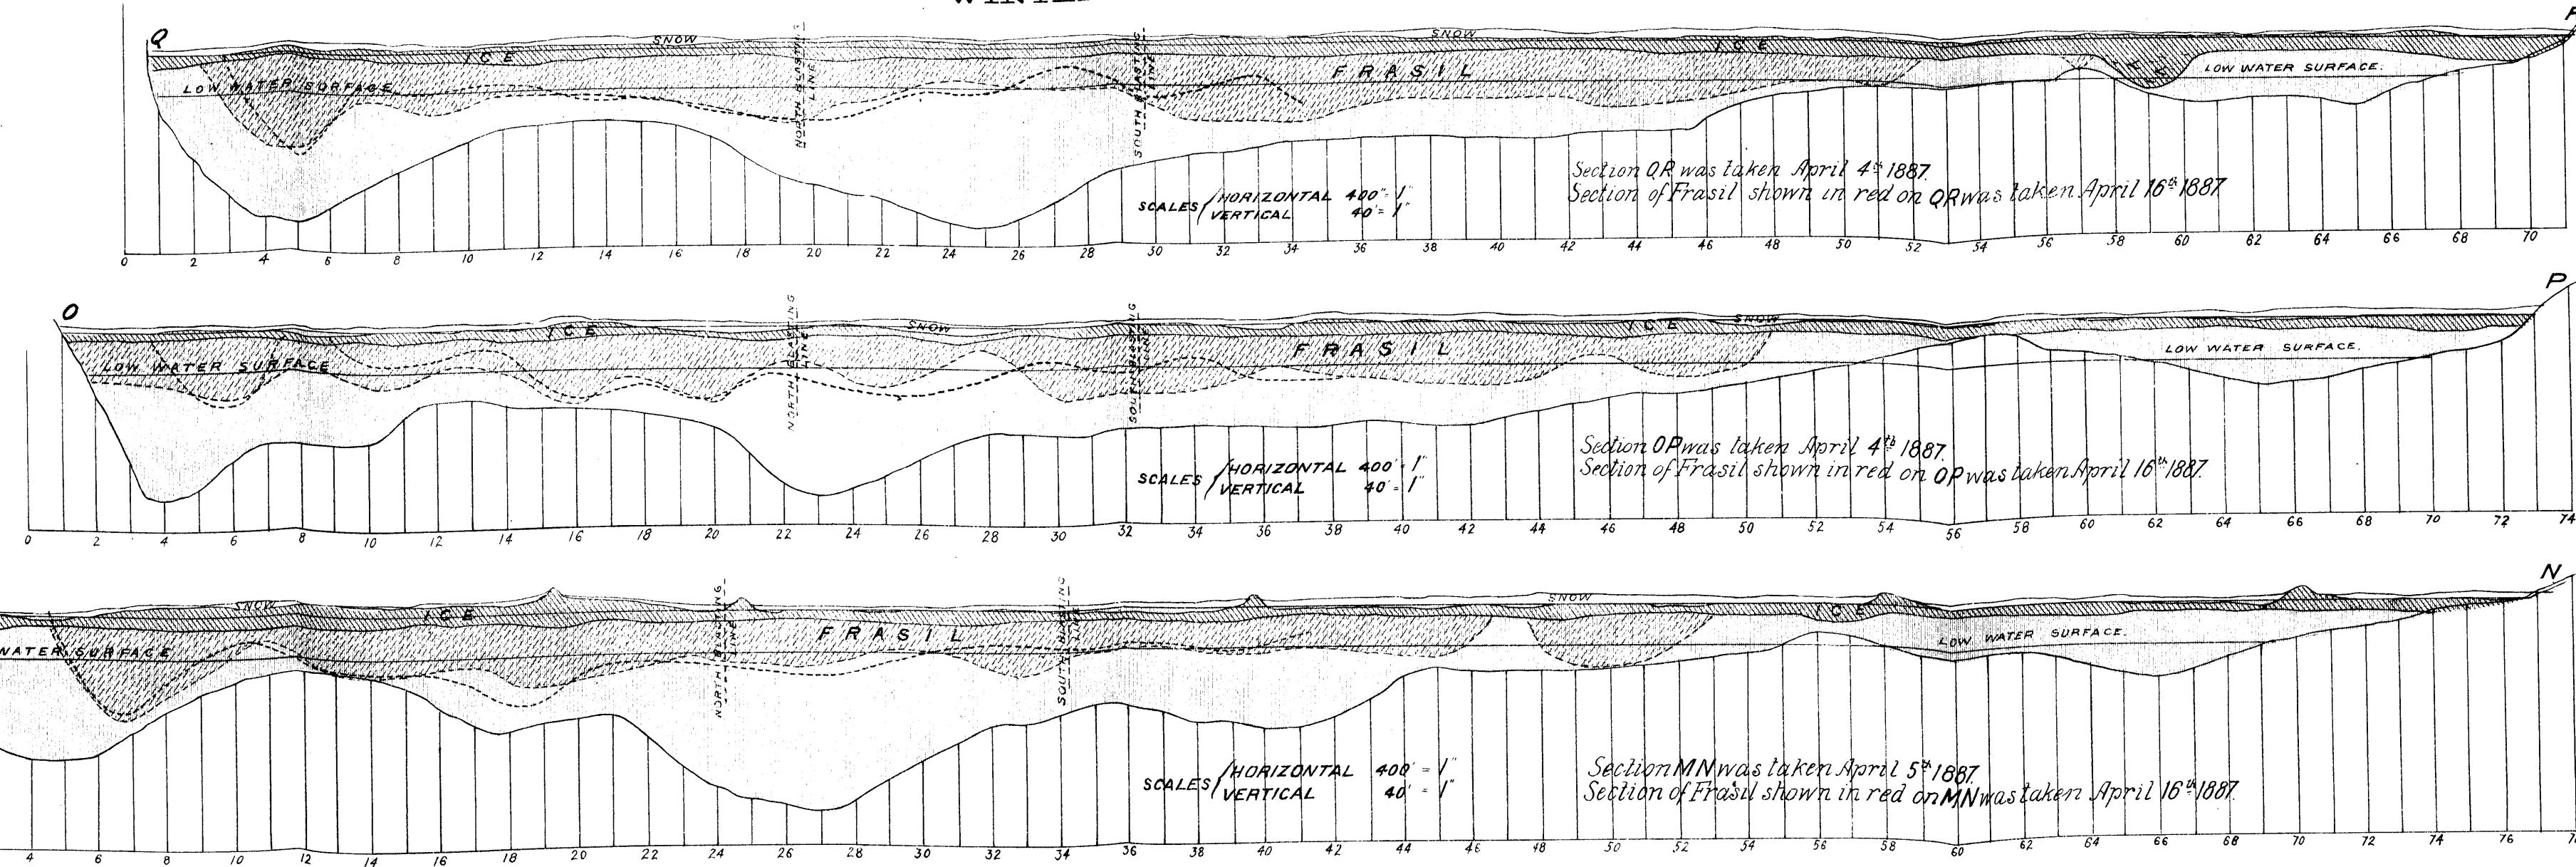 Q
SNOW
SNOW
ICE
ICE
FRASIL
LOW WATER SURFACE
LOW WATER SURFACE.
NORTH BLASTING LINE
SOUTH BLASTING LINE
Section QR was taken April 4th 1887.
Section of Frasil shown in red on QR was taken April 16th 1887
SCALES HORIZONTAL 400" = 1"
VERTICAL 40' = 1"
0 2 4 6 8 10 12 14 16 18 20 22 24 26 28 30 32 34 36 38 40 42 44 46 48 50 52 54 56 58 60 62 64 66 68 70
O
P
ICE
SNOW
ICE
SNOW
FRASIL
LOW WATER SURFACE
LOW WATER SURFACE.
NORTH BLASTING LINE
SOUTH BLASTING LINE
Section OP was taken April 4th 1887.
Section of Frasil shown in red on OP was taken April 16th 1887.
SCALES HORIZONTAL 400' = 1"
VERTICAL 40' = 1"
0 2 4 6 8 10 12 14 16 18 20 22 24 26 28 30 32 34 36 38 40 42 44 46 48 50 52 54 56 58 60 62 64 66 68 70 72 74
N
SNOW
ICE
SNOW
ICE
FRASIL
WATER SURFACE
LOW WATER SURFACE.
NORTH BLASTING LINE
SOUTH BLASTING LINE
Section MN was taken April 5th 1887.
Section of Frasil shown in red on MN was taken April 16th 1887.
SCALES HORIZONTAL 400' = 1"
VERTICAL 40' = 1"
4 6 8 10 12 14 16 18 20 22 24 26 28 30 32 34 36 38 40 42 44 46 48 50 52 54 56 58 60 62 64 66 68 70 72 74 76